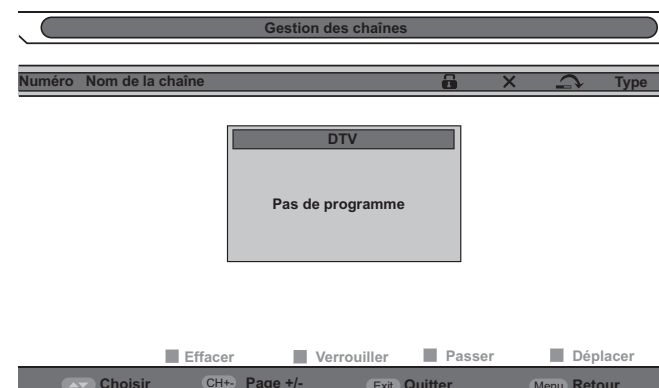 Gestion des chaînes
Numéro Nom de la chaîne Type
DTV
Pas de programme
Effacer Verrouiller Passer Déplacer
Choisir CH+- Page +/- Exit Quitter Menu Retour